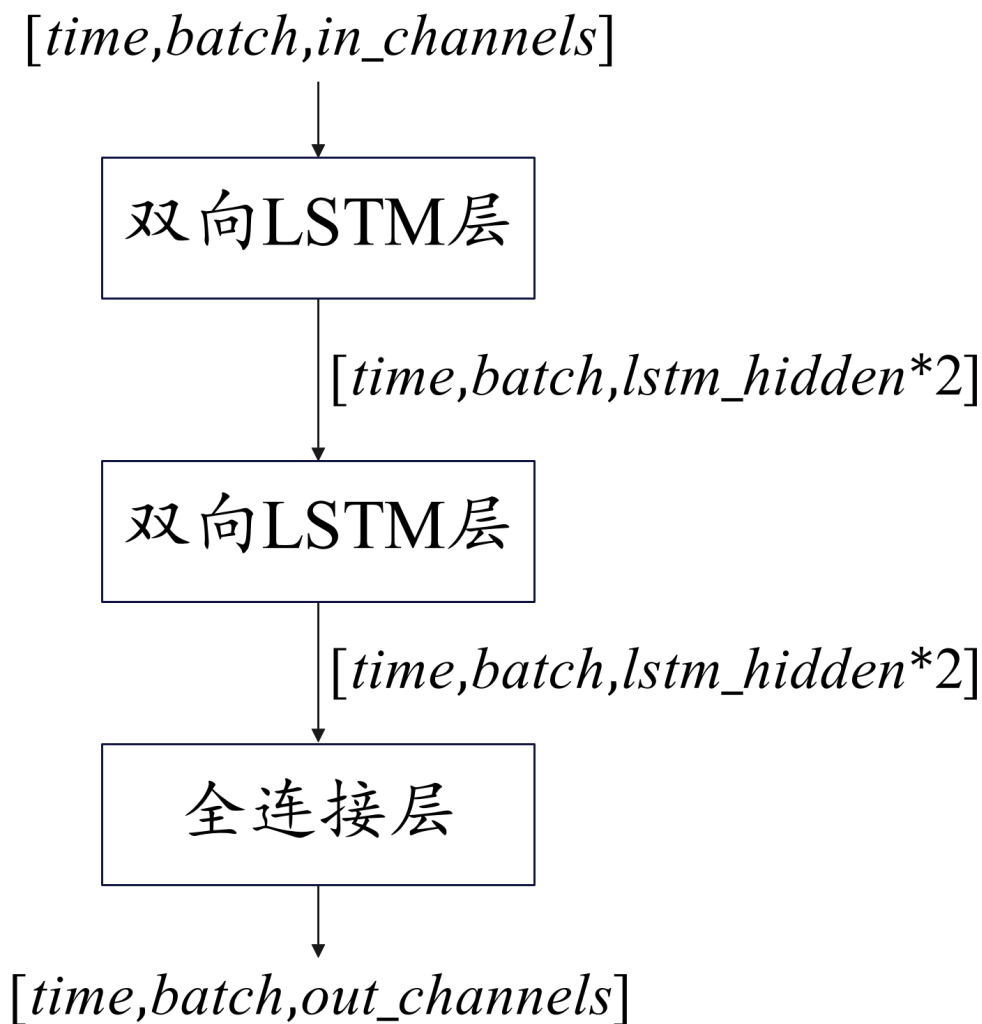 [time,batch,in_channels]
双向LSTM层
[time,batch,lstm_hidden*2]
双向LSTM层
[time,batch,lstm_hidden*2]
全连接层
[time,batch,out_channels]